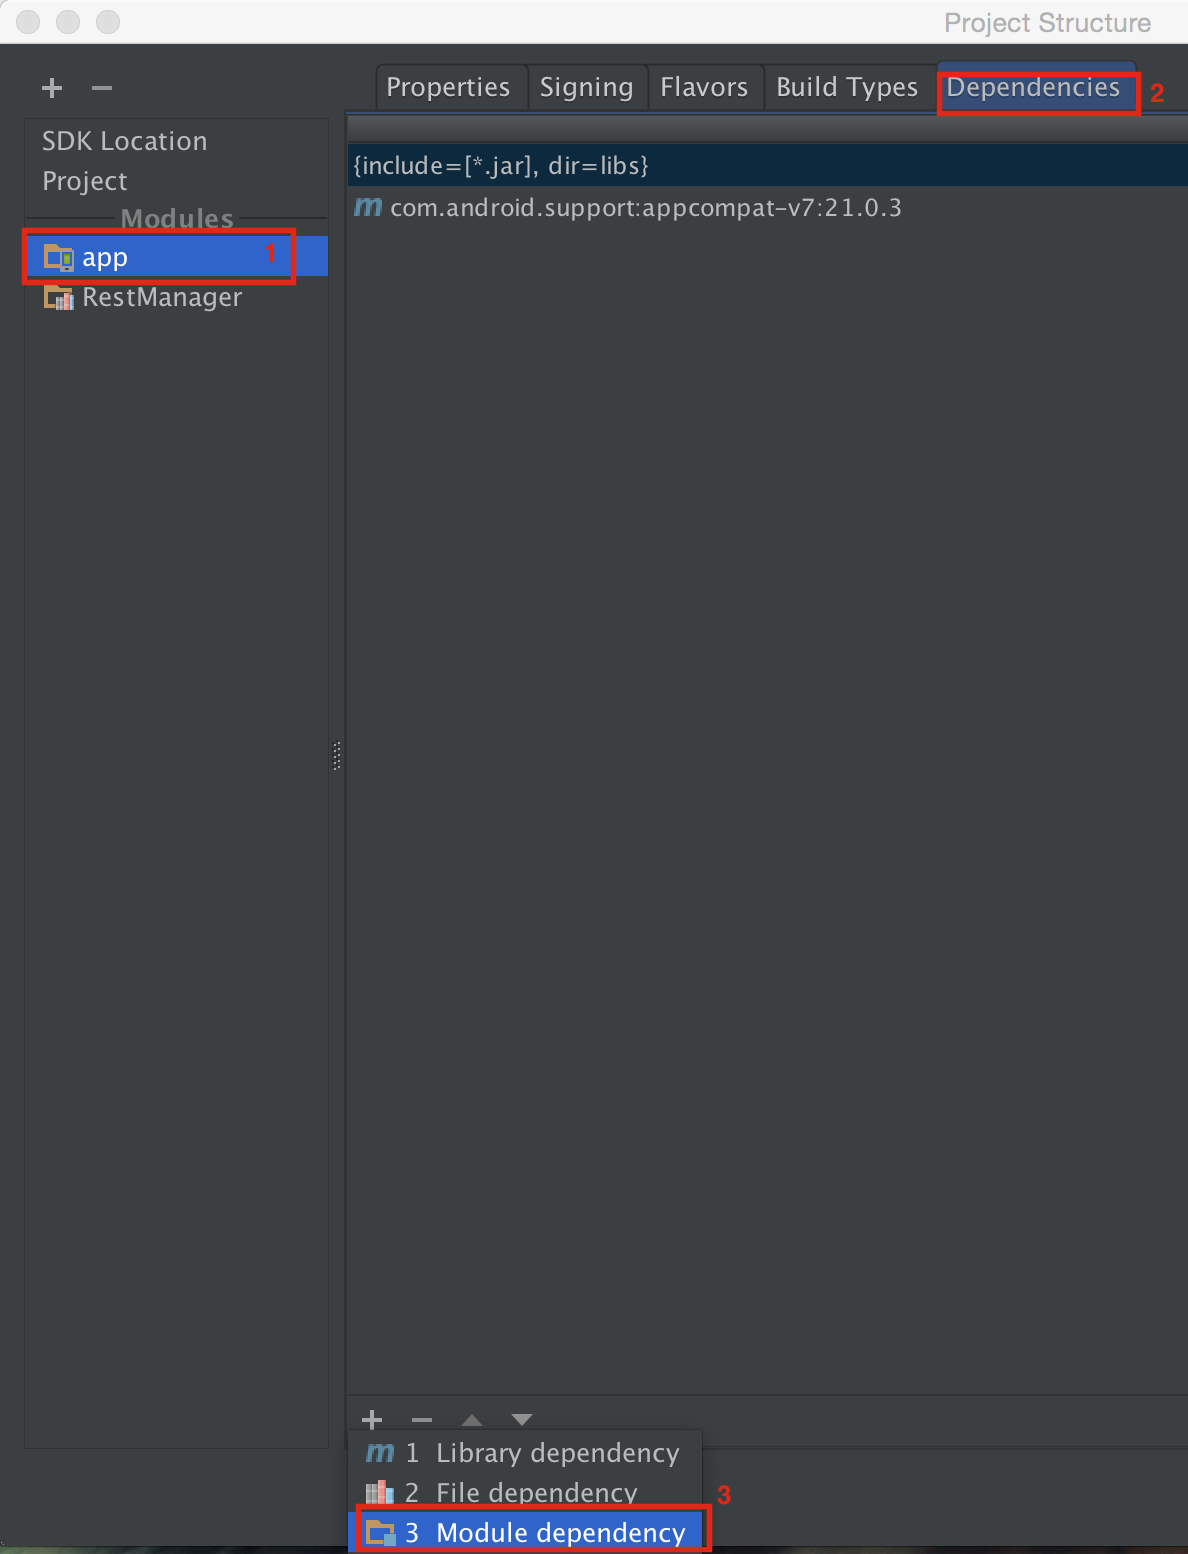 Project Structure
Properties Signing Flavors Build Types Dependencies 2
SDK Location
Project
Modules
app 1
RestManager
{include=[*.jar], dir=libs}
m com.android.support:appcompat-v7:21.0.3
m 1 Library dependency
2 File dependency 3
3 Module dependency